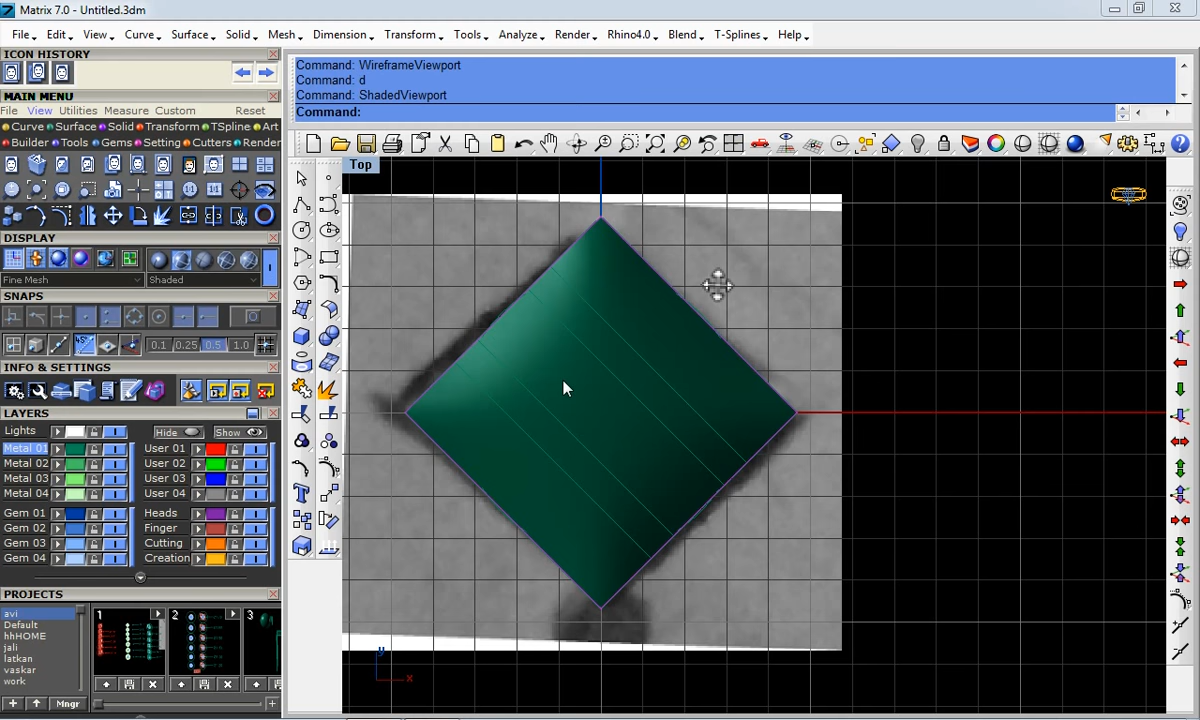 Matrix 7.0 - Untitled.3dm
File Edit View Curve Surface Solid Mesh Dimension Transform Tools Analyze Render Rhino4.0 Blend T-Splines Help
ICON HISTORY
MAIN MENU
File View Utilities Measure Custom Reset
Curve Surface Solid Transform TSpline Art
Builder Tools Gems Setting Cutters Render
DISPLAY
Fine Mesh Shaded
SNAPS
0.1 0.25 0.5 1.0
INFO & SETTINGS
LAYERS
Lights Hide Show
Metal 01 User 01
Metal 02 User 02
Metal 03 User 03
Metal 04 User 04
Gem 01 Heads
Gem 02 Finger
Gem 03 Cutting
Gem 04 Creation
PROJECTS
avi
Default
hhHOME
jali
latkan
vaskar
work
1 2 3
Mngr
Command: WireframeViewport
Command: d
Command: ShadedViewport
Command:
Top
y
x